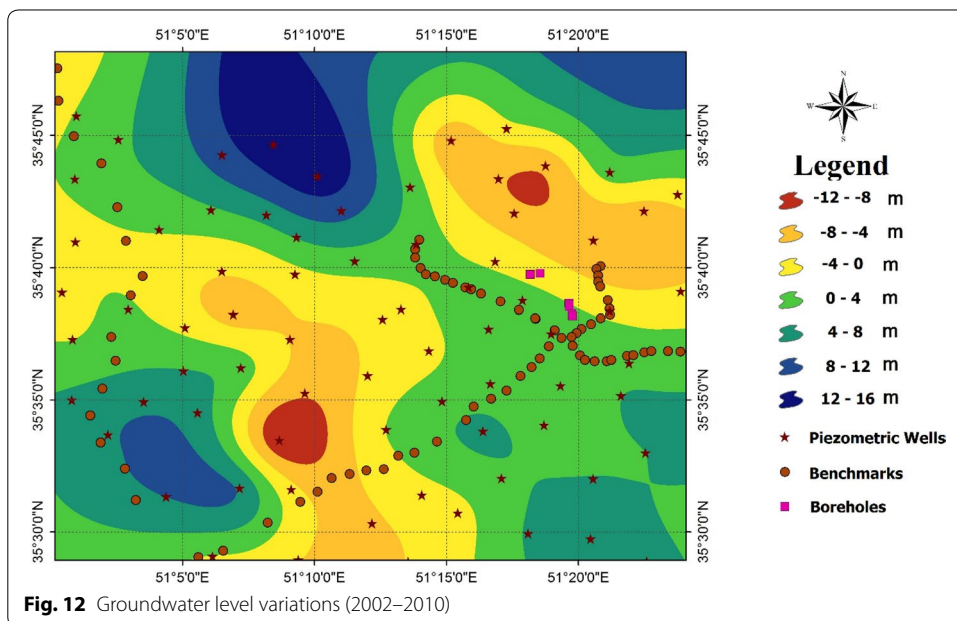 51°5'0"E 51°10'0"E 51°15'0"E 51°20'0"E
35°45'0"N 35°45'0"N
35°40'0"N 35°40'0"N
35°35'0"N 35°35'0"N
35°30'0"N 35°30'0"N
51°5'0"E 51°10'0"E 51°15'0"E 51°20'0"E
N
W E
S
Legend
-12 - -8 m
-8 - -4 m
-4 - 0 m
0 - 4 m
4 - 8 m
8 - 12 m
12 - 16 m
Piezometric Wells
Benchmarks
Boreholes
Fig. 12 Groundwater level variations (2002–2010)